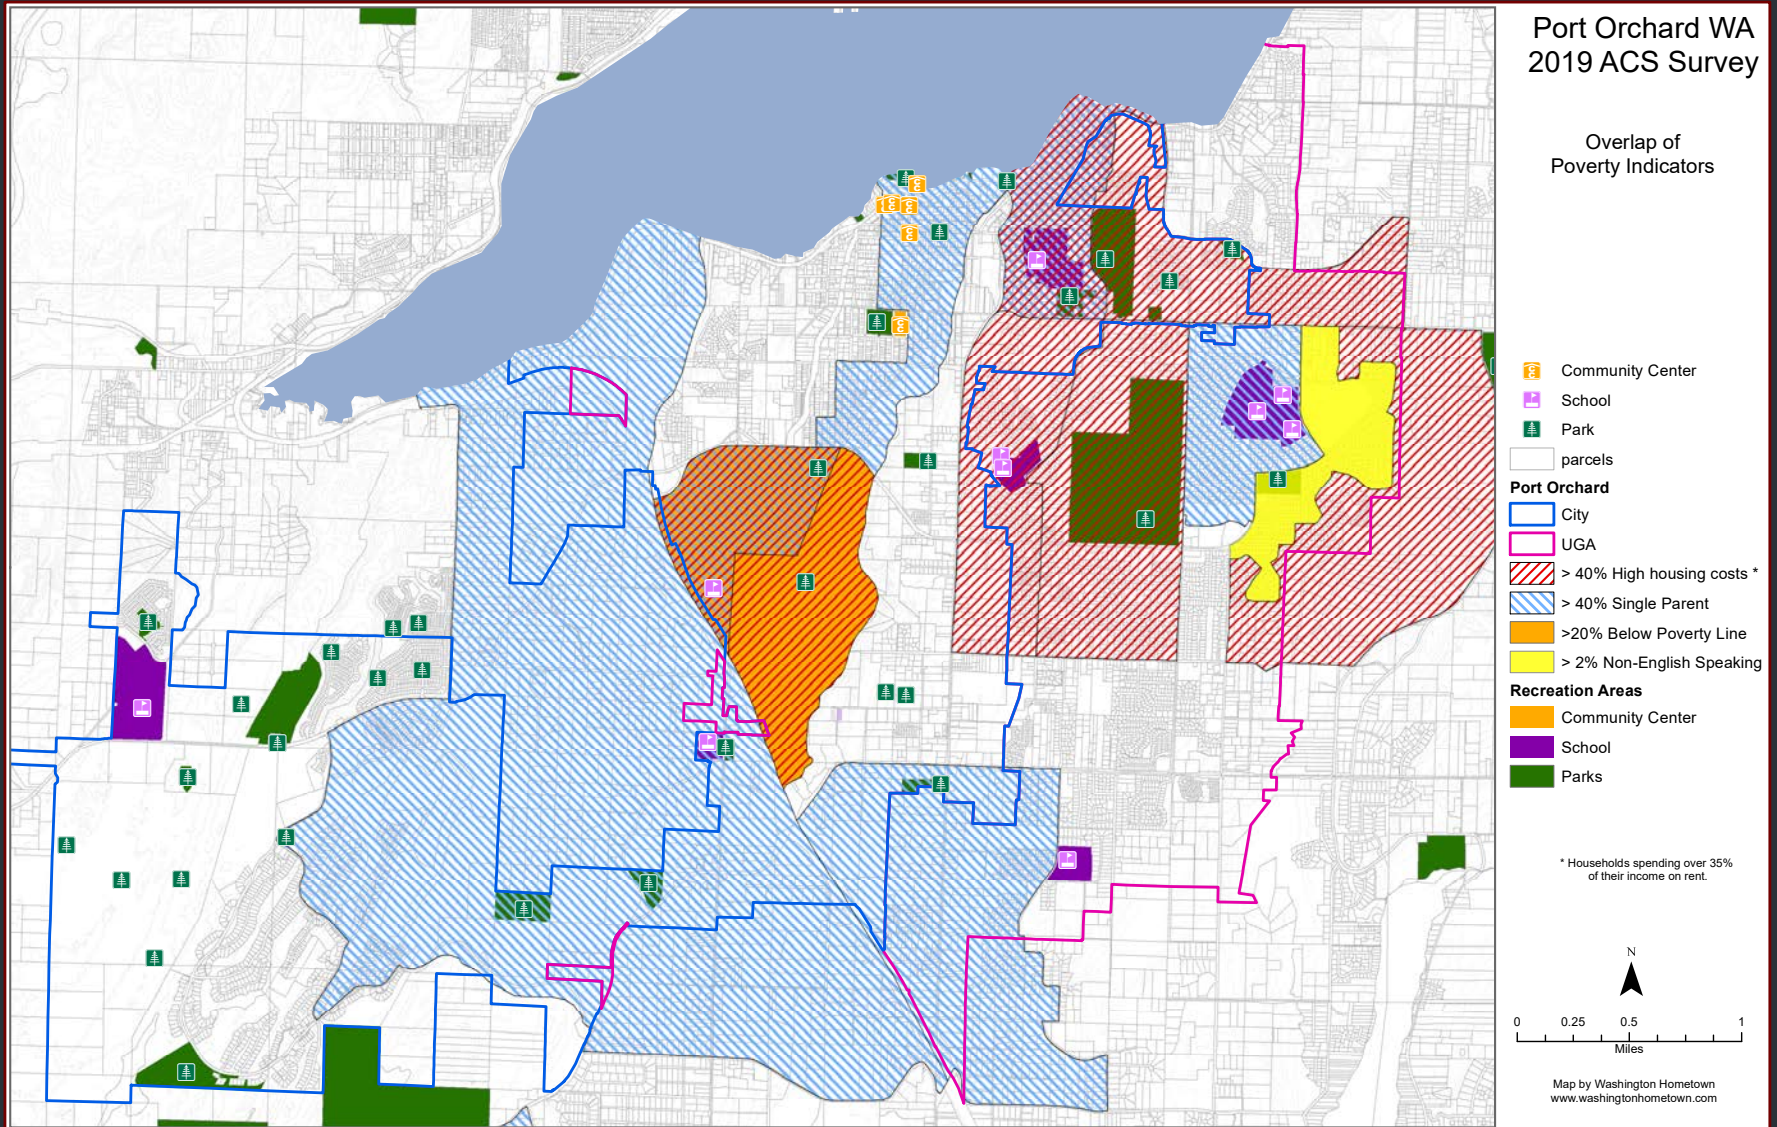 Port Orchard WA
2019 ACS Survey
Overlap of
Poverty Indicators
Community Center
School
Park
parcels
Port Orchard
City
UGA
> 40% High housing costs *
> 40% Single Parent
>20% Below Poverty Line
> 2% Non-English Speaking
Recreation Areas
Community Center
School
Parks
* Households spending over 35%
of their income on rent.
N
0 0.25 0.5 1
Miles
Map by Washington Hometown
www.washingtonhometown.com